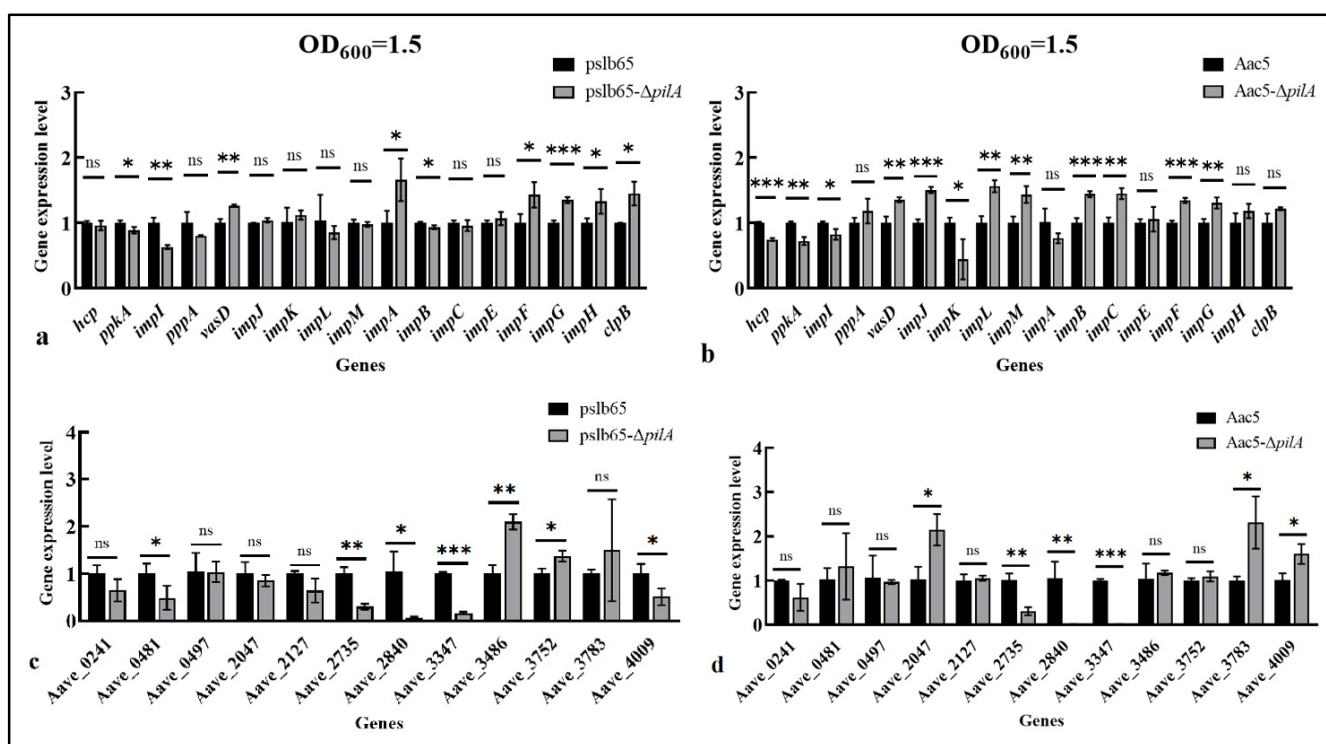 OD600=1.5
pslb65
pslb65-ΔpilA
Gene expression level
3
2
1
0
ns * ** ns ** ns ns ns ns * * ns ns * *** * *
hcp ppkA impI pppA vasD impJ impK impL impM impA impB impC impE impF impG impH clpB
a
Genes
OD600=1.5
Aac5
Aac5-ΔpilA
Gene expression level
3
2
1
0
*** ** * ns ** *** * ** ** ns *** ** ns *** ** ns ns
hcp ppkA impI pppA vasD impJ impK impL impM impA impB impC impE impF impG impH clpB
b
Genes
pslb65
pslb65-ΔpilA
Gene expression level
4
3
2
1
0
ns * ns ns ns ** * *** ** * ns *
Aave_0241 Aave_0481 Aave_0497 Aave_2047 Aave_2127 Aave_2735 Aave_2840 Aave_3347 Aave_3486 Aave_3752 Aave_3783 Aave_4009
c
Genes
Aac5
Aac5-ΔpilA
Gene expression level
4
3
2
1
0
ns ns ns * ns ** ** *** ns ns * *
Aave_0241 Aave_0481 Aave_0497 Aave_2047 Aave_2127 Aave_2735 Aave_2840 Aave_3347 Aave_3486 Aave_3752 Aave_3783 Aave_4009
d
Genes